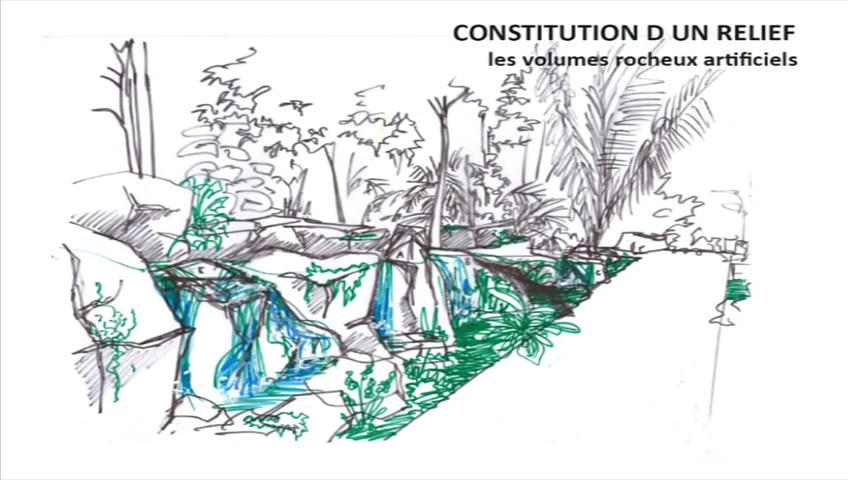 CONSTITUTION D UN RELIEF
les volumes rocheux artificiels